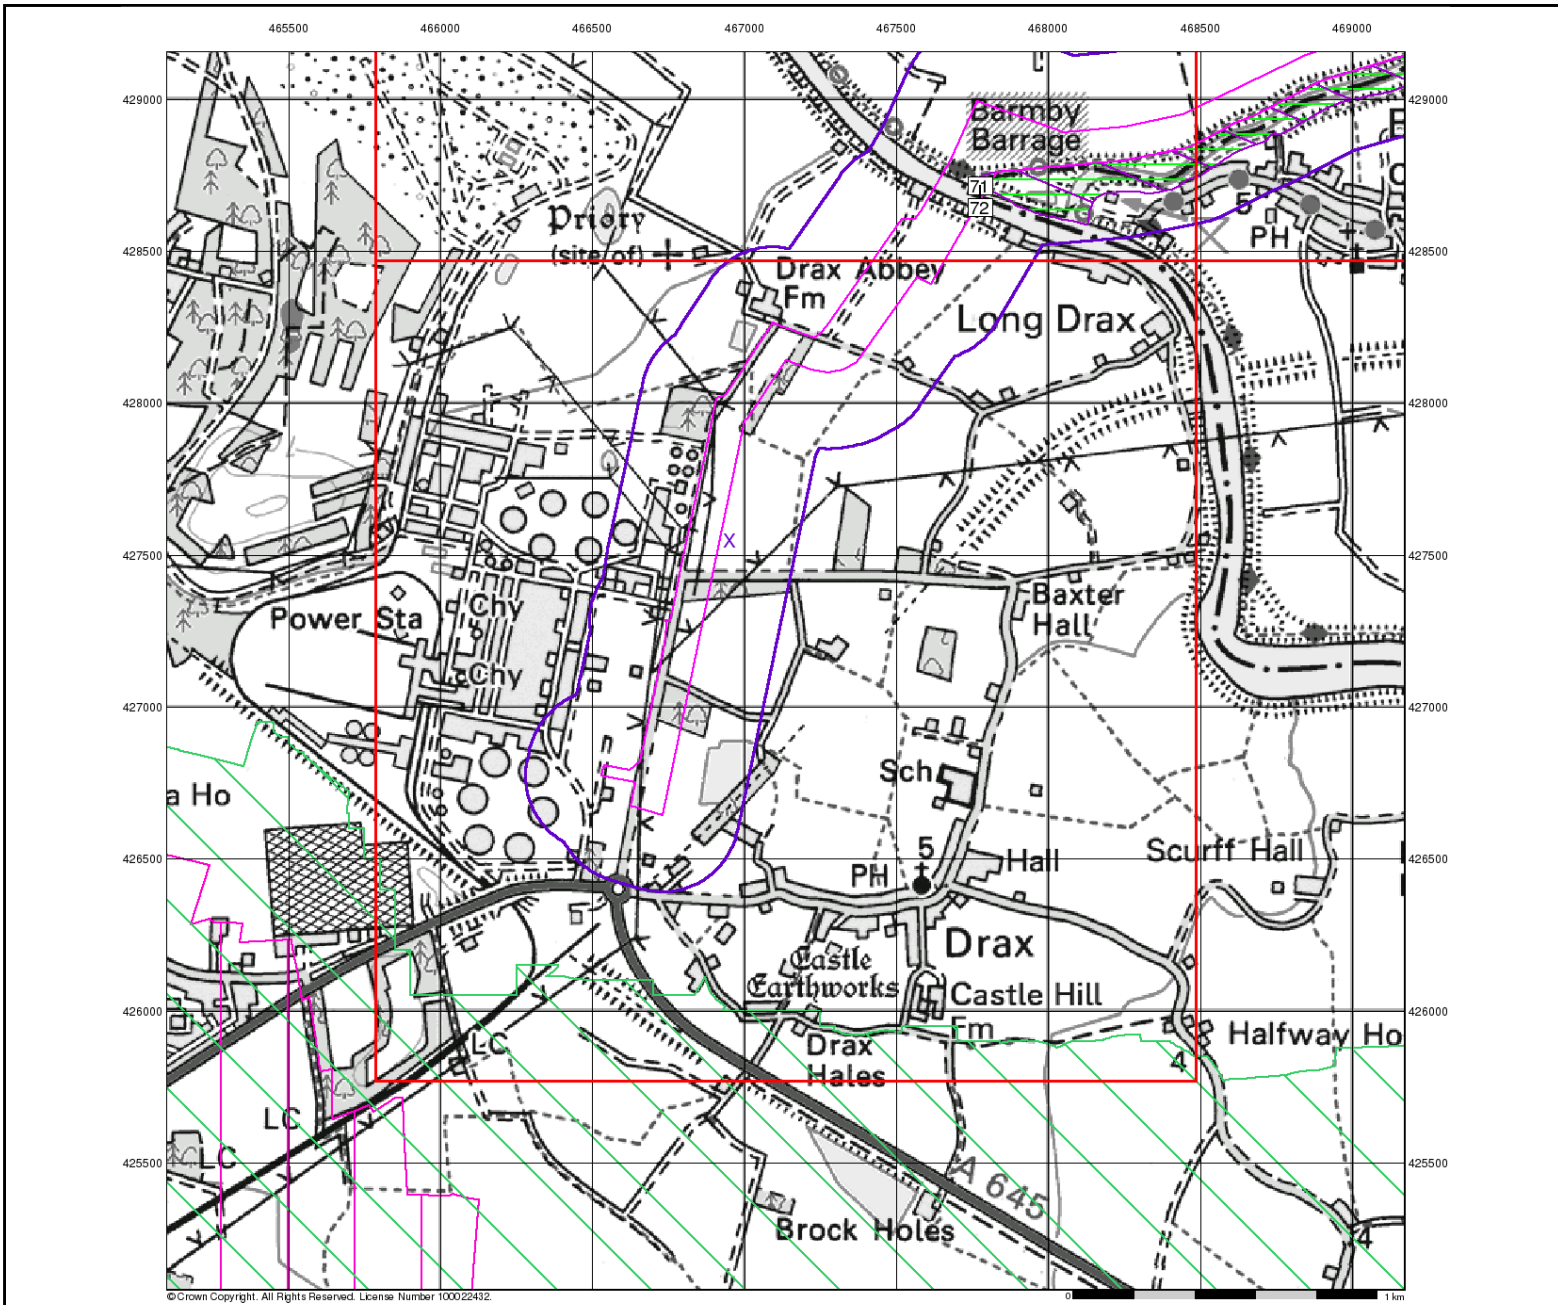 465500 466000 466500 467000 467500 468000 468500 469000
429000 429000
Barmby
Barrage
71
72
5
PH
Priory
(site of)
428500 428500
Drax Abbey
Fm
Long Drax
428000 428000
427500 X 427500
Power Sta
Chy
Baxter
Hall
Chy
427000 427000
Sch
a Ho
5
PH
Hall
Scurff Hall
426500 426500
Drax
Castle
Earthworks
Castle Hill
Fm
426000 426000
LC
Drax
Hales
Halfway Ho
4
LC
LC
425500 425500
A 645
Brock Holes
4
© Crown Copyright. All Rights Reserved. License Number 100022432.
0 1 km